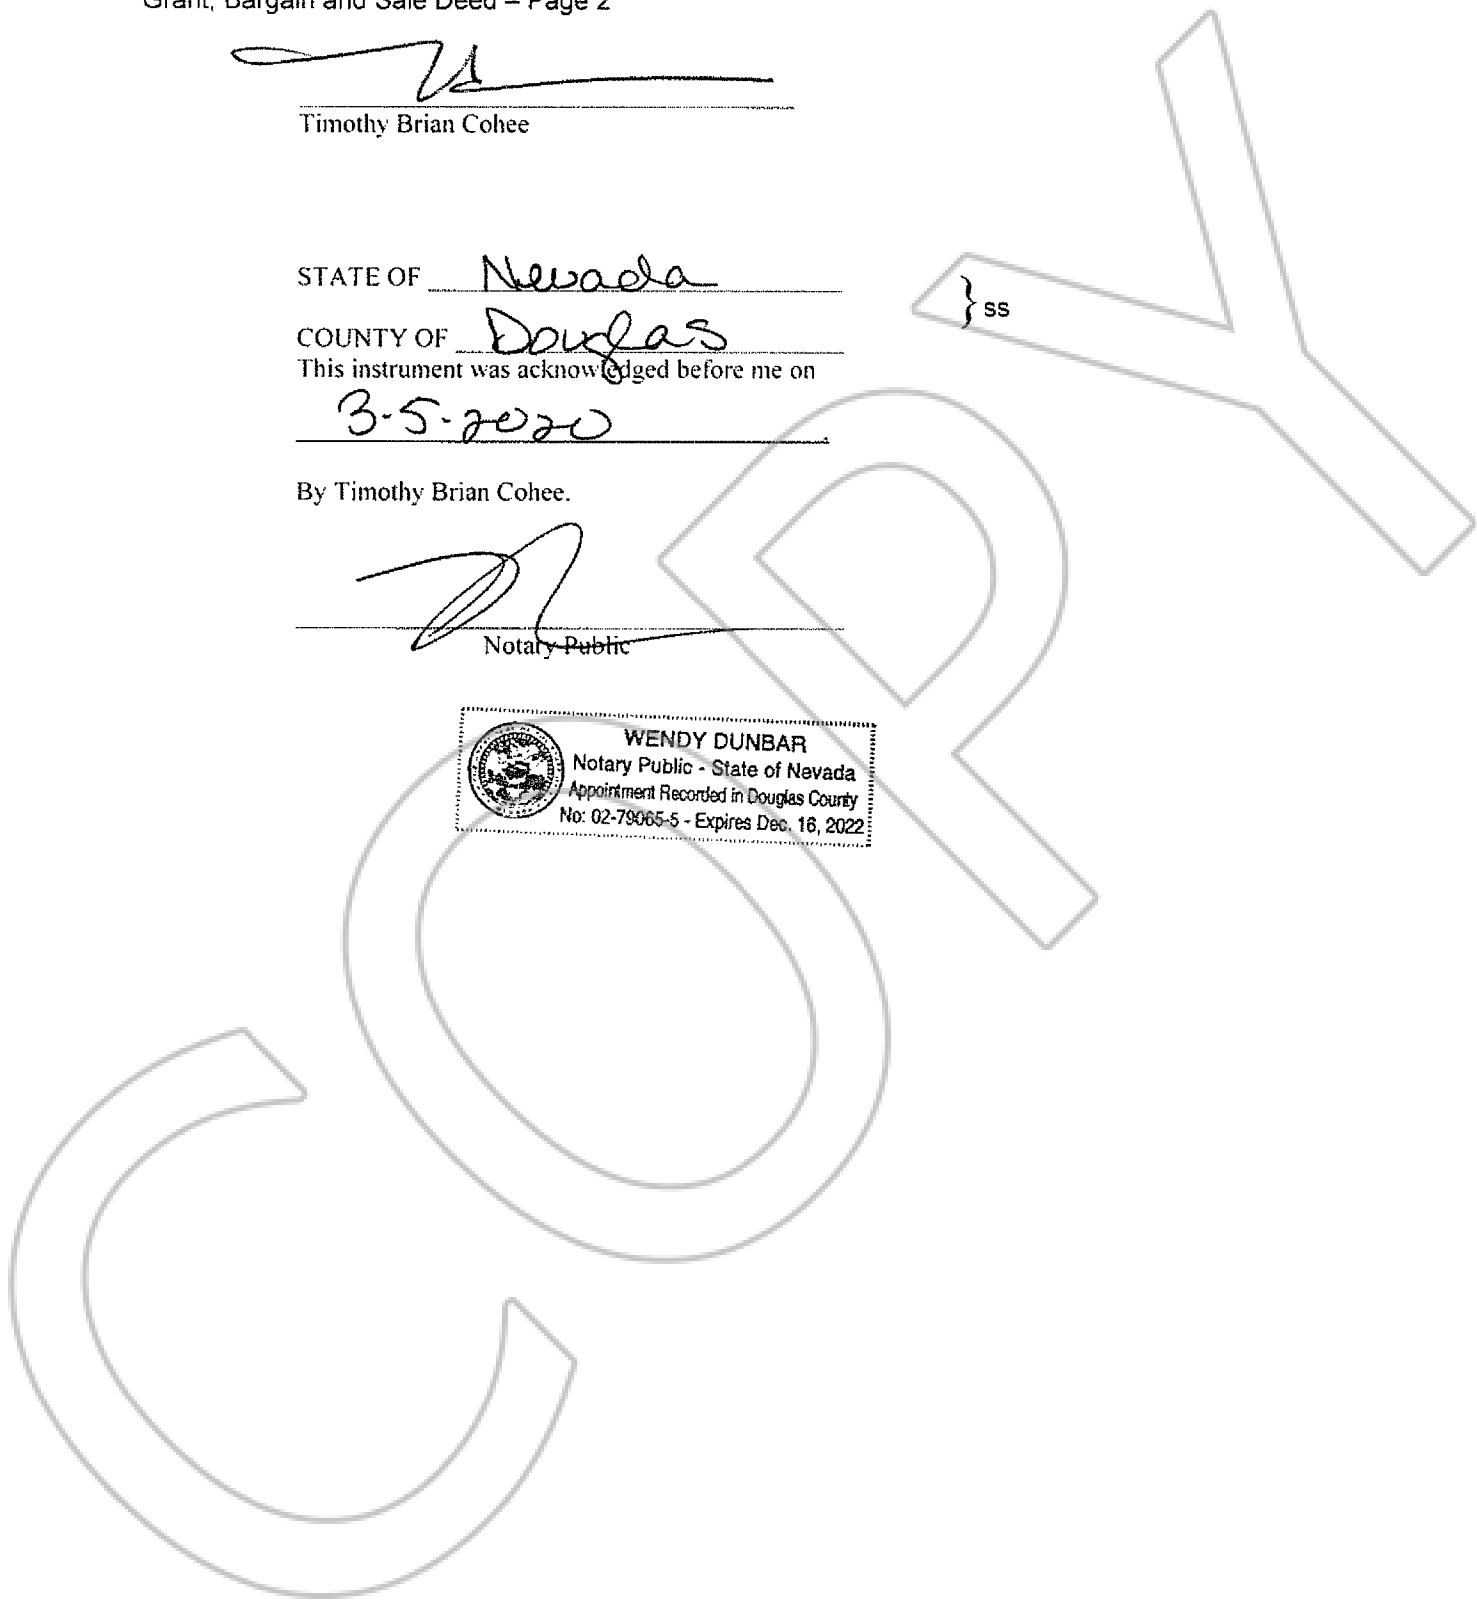 Grant, Bargain and Sale Deed – Page 2
Timothy Brian Cohee
STATE OF Nevada
} ss
COUNTY OF Douglas
This instrument was acknowledged before me on
3-5-2020
By Timothy Brian Cohee.
Notary Public
WENDY DUNBAR
Notary Public - State of Nevada
Appointment Recorded in Douglas County
No: 02-79065-5 - Expires Dec. 16, 2022
COPY